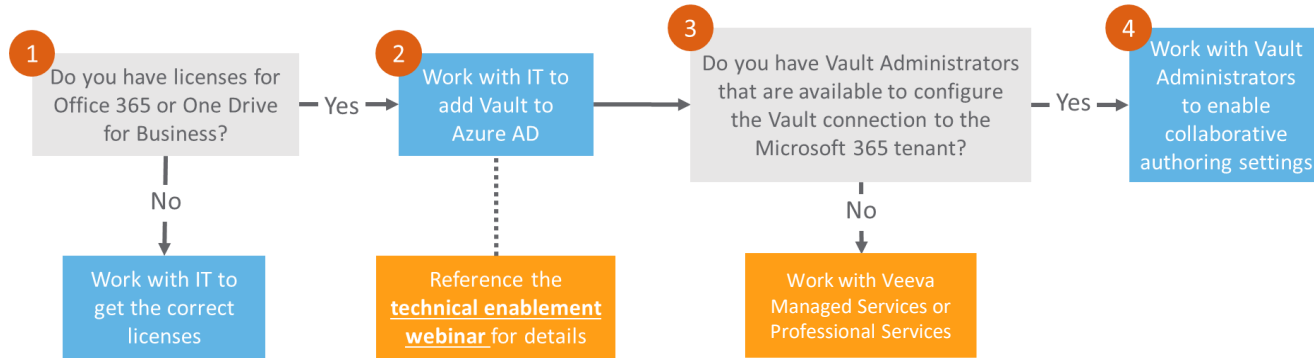 1
Do you have licenses for
Office 365 or One Drive
for Business?
Yes
No
Work with IT to
get the correct
licenses
2
Work with IT to
add Vault to
Azure AD
Reference the
technical enablement
webinar for details
3
Do you have Vault Administrators
that are available to configure
the Vault connection to the
Microsoft 365 tenant?
Yes
No
Work with Veeva
Managed Services or
Professional Services
4
Work with Vault
Administrators
to enable
collaborative
authoring settings